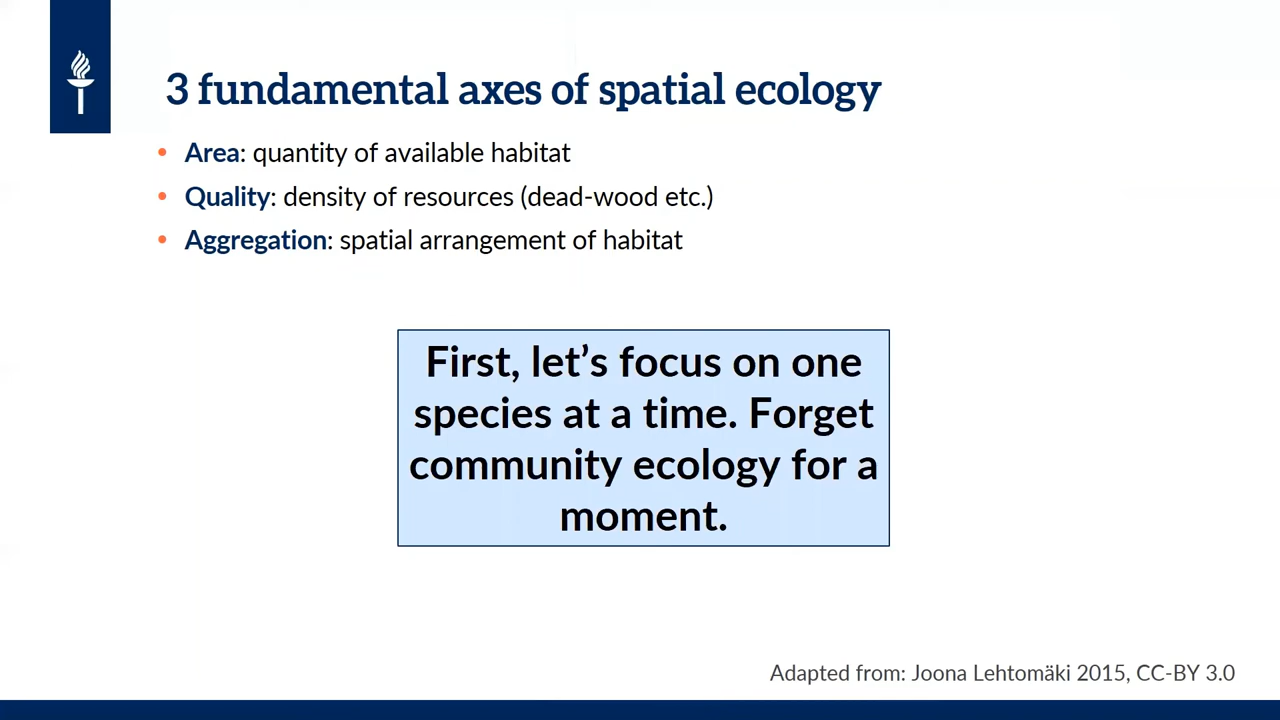 3 fundamental axes of spatial ecology
• Area: quantity of available habitat
• Quality: density of resources (dead-wood etc.)
• Aggregation: spatial arrangement of habitat
First, let’s focus on one
species at a time. Forget
community ecology for a
moment.
Adapted from: Joona Lehtomäki 2015, CC-BY 3.0